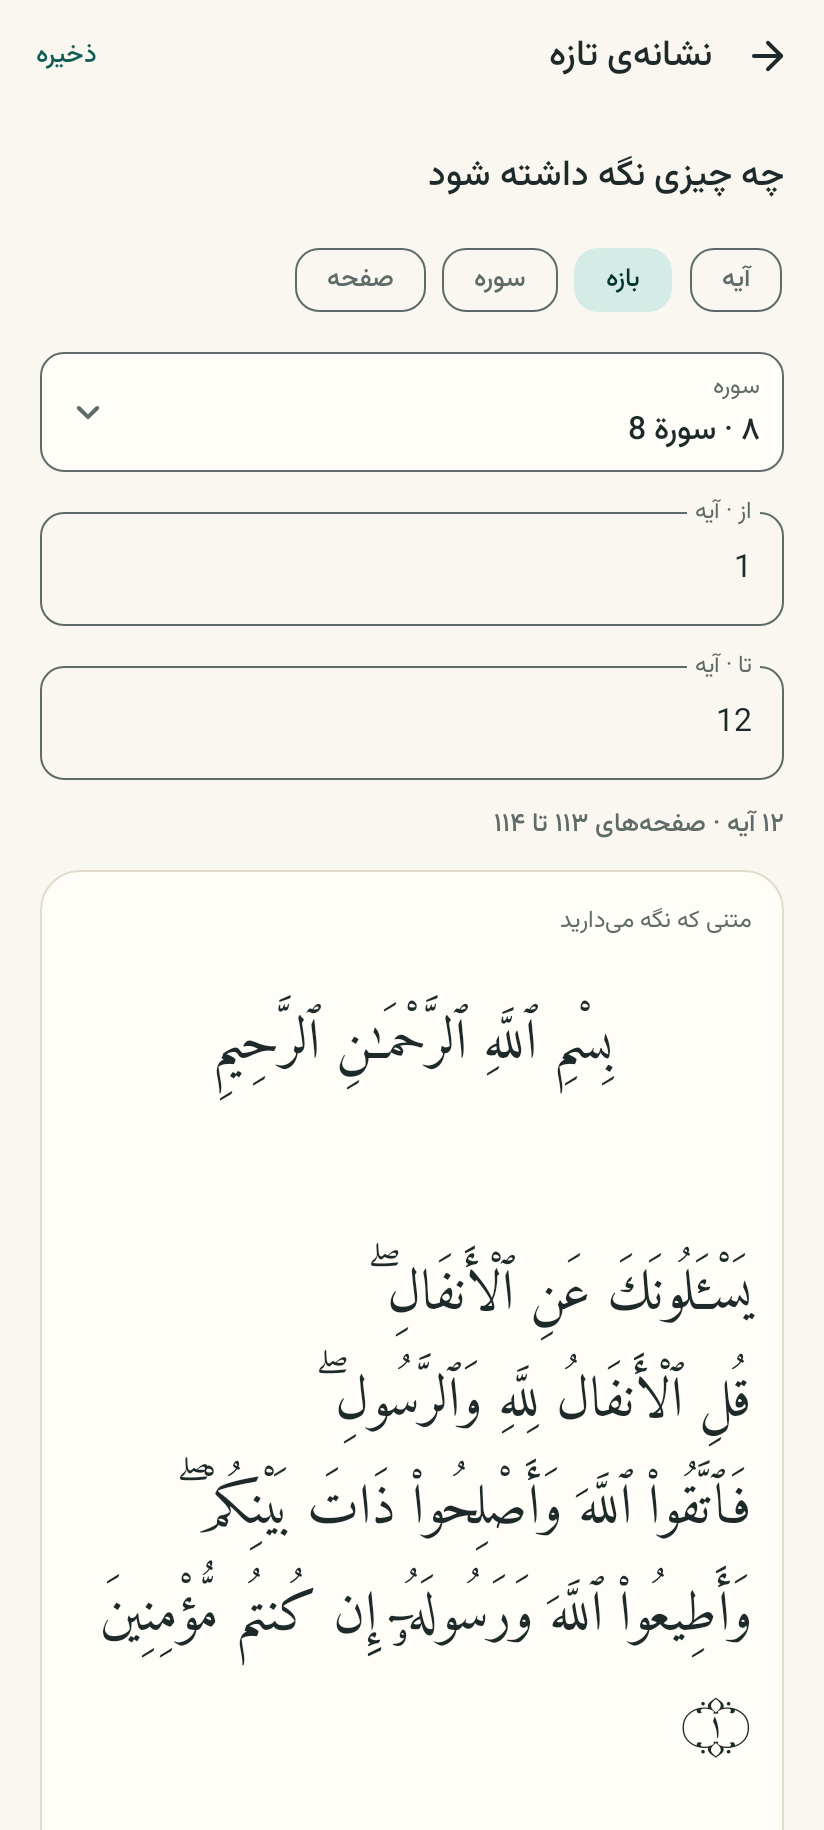 نشانه‌ی تازه
ذخیره
چه چیزی نگه داشته شود
آیه
بازه
سوره
صفحه
سوره
۸ · سورة 8
از · آیه
1
تا · آیه
12
۱۲ آیه · صفحه‌های ۱۱۳ تا ۱۱۴
متنی که نگه می‌دارید
بِسْمِ ٱللَّهِ ٱلرَّحْمَـٰنِ ٱلرَّحِيمِ
يَسْـَٔلُونَكَ عَنِ ٱلْأَنفَالِ ۖ
قُلِ ٱلْأَنفَالُ لِلَّهِ وَٱلرَّسُولِ ۖ
فَٱتَّقُوا۟ ٱللَّهَ وَأَصْلِحُوا۟ ذَاتَ بَيْنِكُمْ ۖ
وَأَطِيعُوا۟ ٱللَّهَ وَرَسُولَهُۥٓ إِن كُنتُم مُّؤْمِنِينَ
۝١